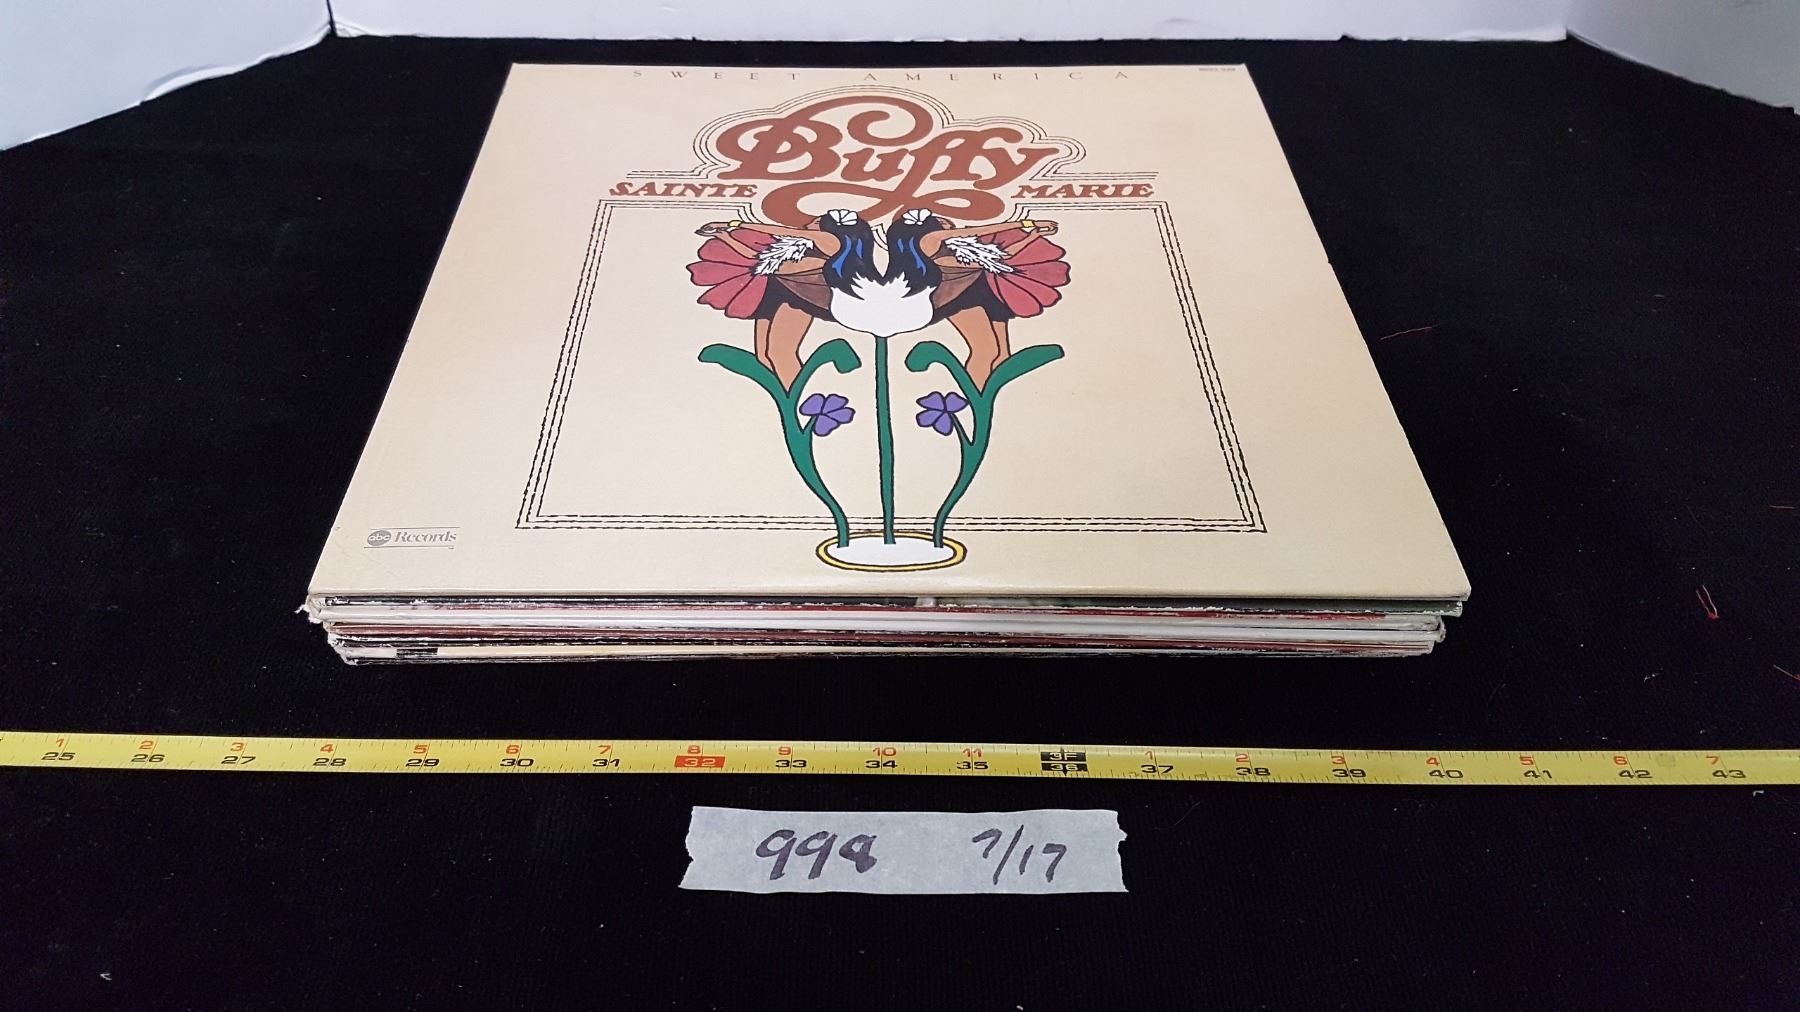 SWEET AMERICA
Buffy
SAINTE MARIE
abc Records
1 2 3 4 5 6 7 8 9 10 11 3F 1 2 3 4 5 6 7
25 26 27 28 29 30 31 32 33 34 35 36 37 38 39 40 41 42 43
998 7/17